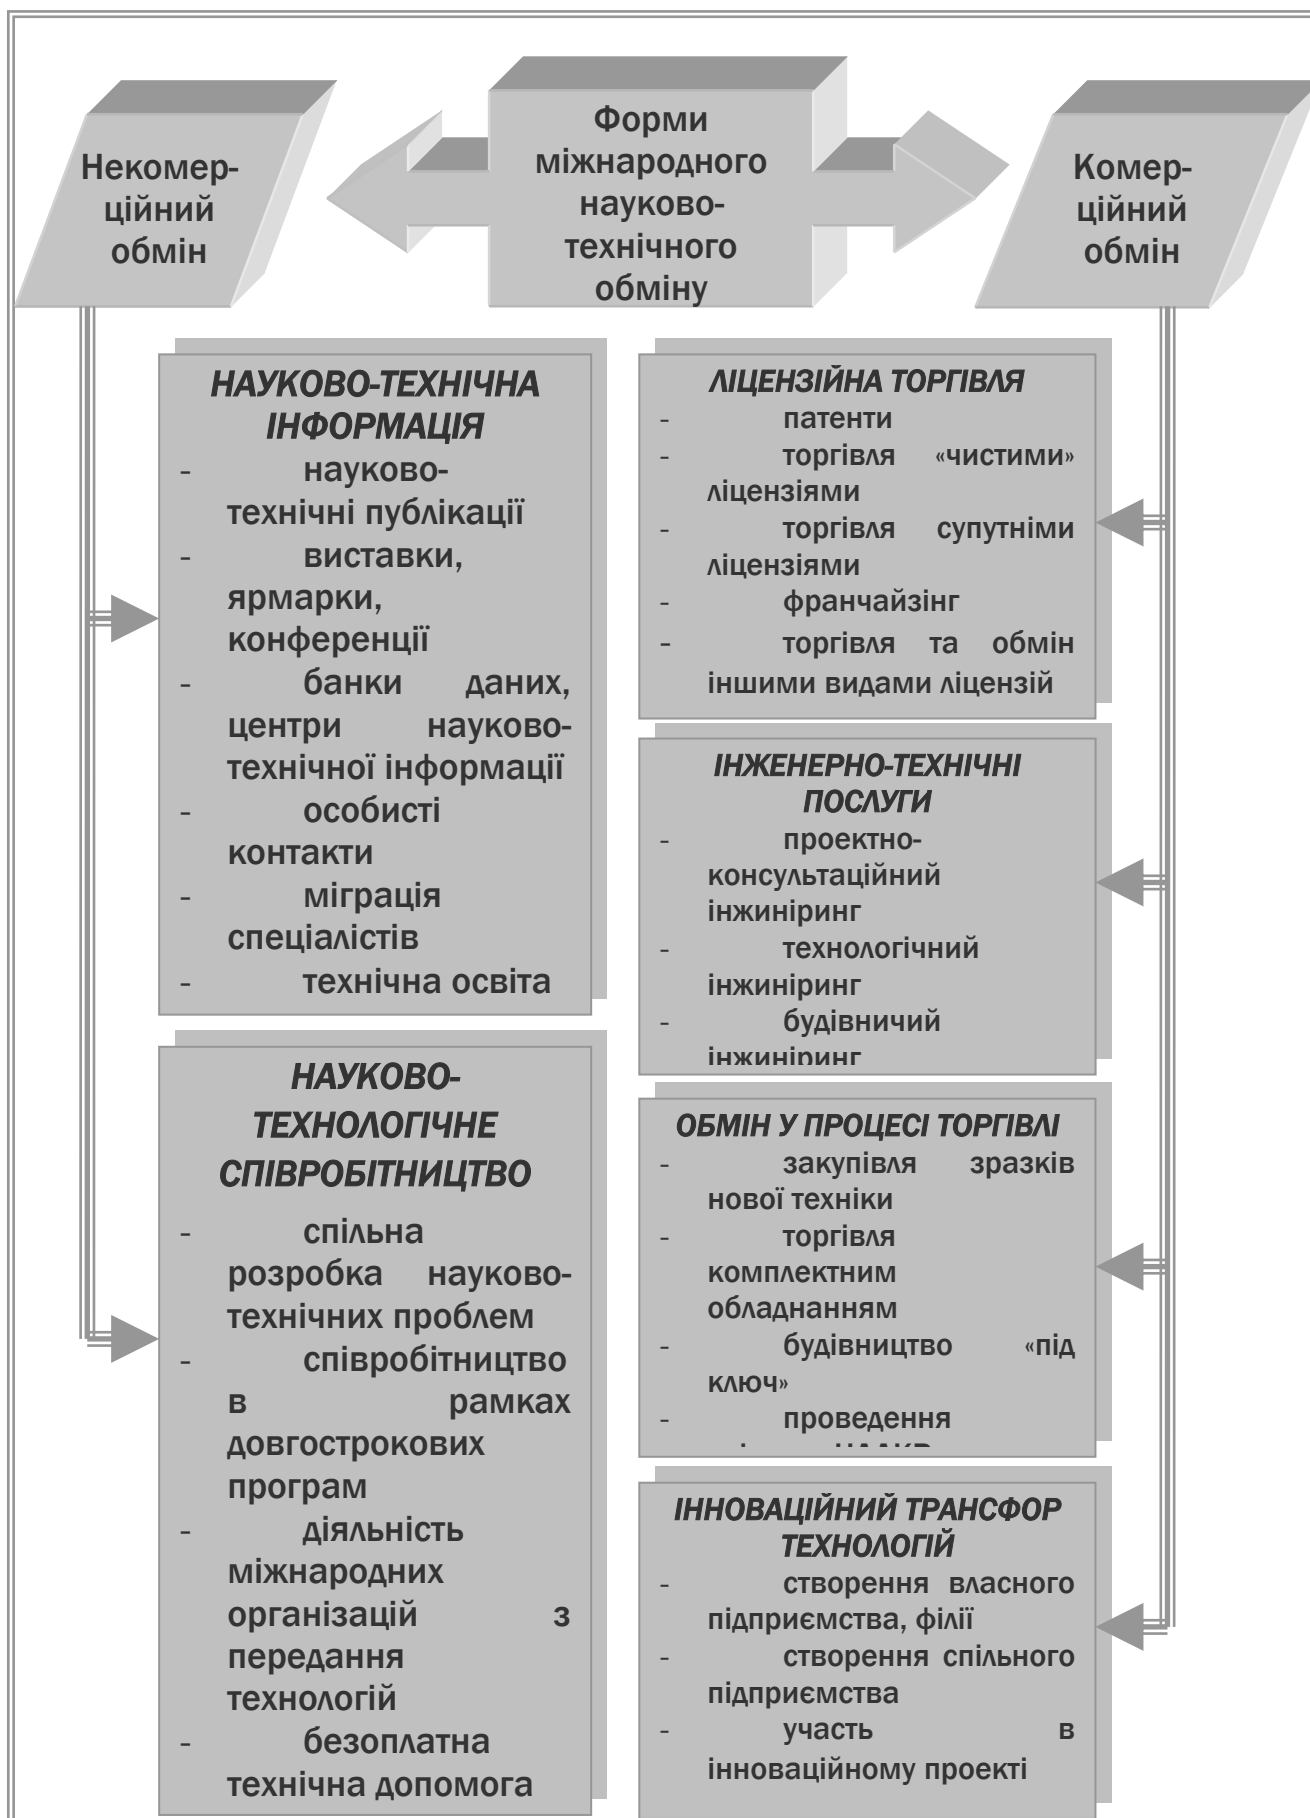 Форми
міжнародного
науково-
технічного
обміну
Некомер-
ційний
обмін
Комер-
ційний
обмін
НАУКОВО-ТЕХНІЧНА
ІНФОРМАЦІЯ
- науково-
технічні публікації
- виставки,
ярмарки,
конференції
- банки даних,
центри науково-
технічної інформації
- особисті
контакти
- міграція
спеціалістів
- технічна освіта
НАУКОВО-
ТЕХНОЛОГІЧНЕ
СПІВРОБІТНИЦТВО
- спільна
розробка науково-
технічних проблем
- співробітництво
в рамках
довгострокових
програм
- діяльність
міжнародних
організацій з
передання
технологій
- безоплатна
технічна допомога
ЛІЦЕНЗІЙНА ТОРГІВЛЯ
- патенти
- торгівля «чистими»
ліцензіями
- торгівля супутніми
ліцензіями
- франчайзінг
- торгівля та обмін
іншими видами ліцензій
ІНЖЕНЕРНО-ТЕХНІЧНІ
ПОСЛУГИ
- проектно-
консультаційний
інжиніринг
- технологічний
інжиніринг
- будівничий
інжиніринг
ОБМІН У ПРОЦЕСІ ТОРГІВЛІ
- закупівля зразків
нової техніки
- торгівля
комплектним
обладнанням
- будівництво «під
ключ»
- проведення
ІННОВАЦІЙНИЙ ТРАНСФОР
ТЕХНОЛОГІЙ
- створення власного
підприємства, філії
- створення спільного
підприємства
- участь в
інноваційному проекті